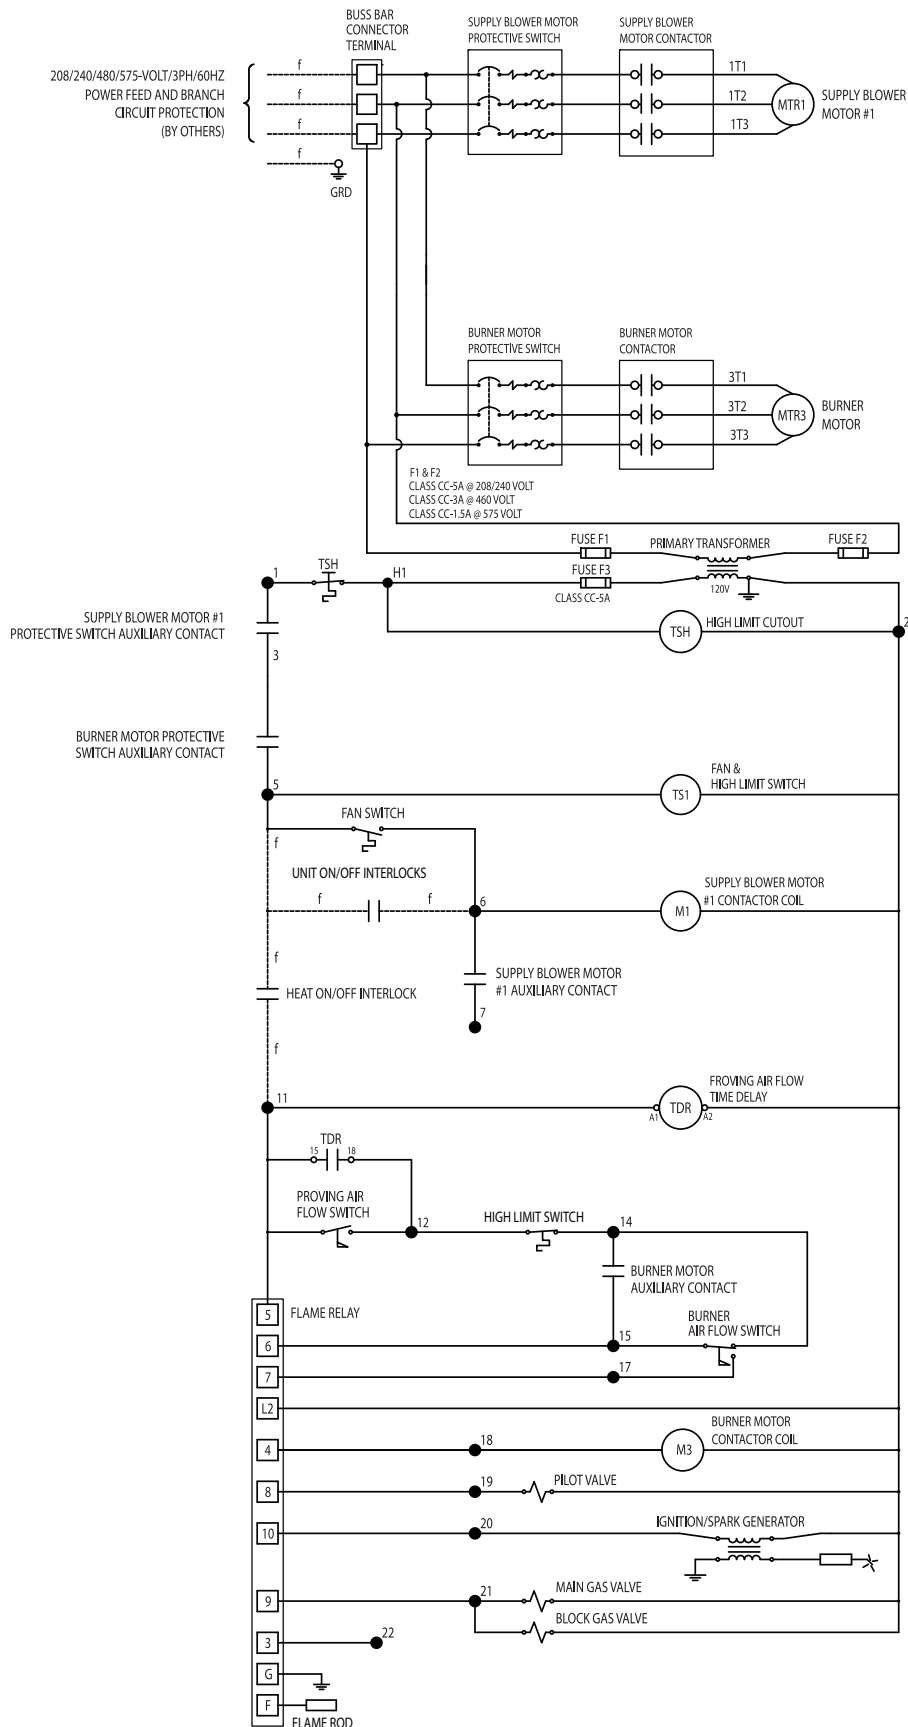 BUSS BAR
CONNECTOR
TERMINAL
SUPPLY BLOWER MOTOR
PROTECTIVE SWITCH
SUPPLY BLOWER
MOTOR CONTACTOR
208/240/480/575-VOLT/3PH/60HZ
POWER FEED AND BRANCH
CIRCUIT PROTECTION
(BY OTHERS)
f
f
f
f
GRD
1T1
1T2
1T3
MTR1
SUPPLY BLOWER
MOTOR #1
BURNER MOTOR
PROTECTIVE SWITCH
BURNER MOTOR
CONTACTOR
3T1
3T2
3T3
MTR3
BURNER
MOTOR
F1 & F2
CLASS CC-5A @ 208/240 VOLT
CLASS CC-3A @ 460 VOLT
CLASS CC-1.5A @ 575 VOLT
FUSE F1
PRIMARY TRANSFORMER
FUSE F2
1
TSH
H1
FUSE F3
CLASS CC-5A
120V
SUPPLY BLOWER MOTOR #1
PROTECTIVE SWITCH AUXILIARY CONTACT
3
TSH
HIGH LIMIT CUTOUT
2
BURNER MOTOR PROTECTIVE
SWITCH AUXILIARY CONTACT
5
TS1
FAN &
HIGH LIMIT SWITCH
FAN SWITCH
f
UNIT ON/OFF INTERLOCKS
f
f
6
M1
SUPPLY BLOWER MOTOR
#1 CONTACTOR COIL
f
HEAT ON/OFF INTERLOCK
SUPPLY BLOWER MOTOR
#1 AUXILIARY CONTACT
7
f
11
A1
TDR
A2
FROVING AIR FLOW
TIME DELAY
TDR
15
18
PROVING AIR
FLOW SWITCH
12
HIGH LIMIT SWITCH
14
BURNER MOTOR
AUXILIARY CONTACT
5
FLAME RELAY
BURNER
AIR FLOW SWITCH
6
15
7
17
L2
4
18
M3
BURNER MOTOR
CONTACTOR COIL
8
19
PILOT VALVE
10
20
IGNITION/SPARK GENERATOR
9
21
MAIN GAS VALVE
BLOCK GAS VALVE
3
22
G
F
FLAME ROD